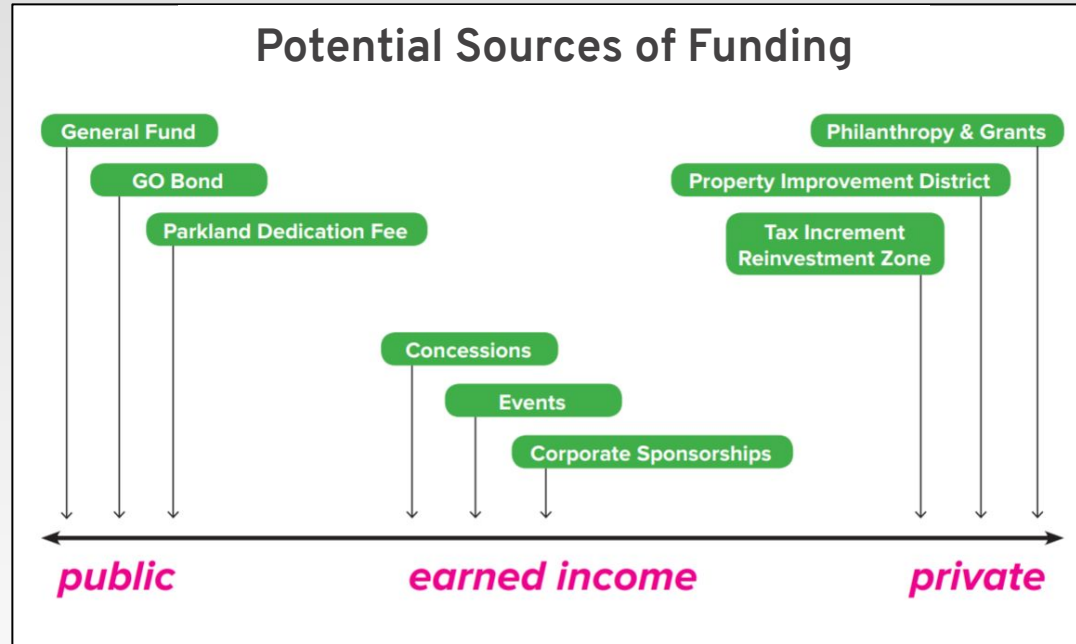 Potential Sources of Funding
General Fund
GO Bond
Parkland Dedication Fee
Concessions
Events
Corporate Sponsorships
Philanthropy & Grants
Property Improvement District
Tax Increment
Reinvestment Zone
public
earned income
private